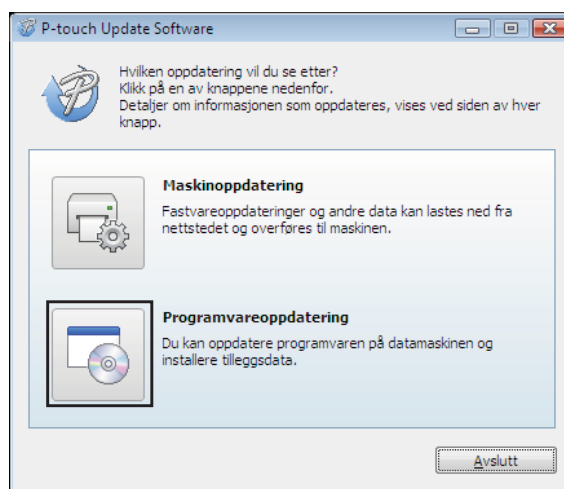 P-touch Update Software
Hvilken oppdatering vil du se etter?
Klikk på en av knappene nedenfor.
Detaljer om informasjonen som oppdateres, vises ved siden av hver
knapp.
Maskinoppdatering
Fastvareoppdateringer og andre data kan lastes ned fra
nettstedet og overføres til maskinen.
Programvareoppdatering
Du kan oppdatere programvaren på datamaskinen og
installere tilleggsdata.
Avslutt